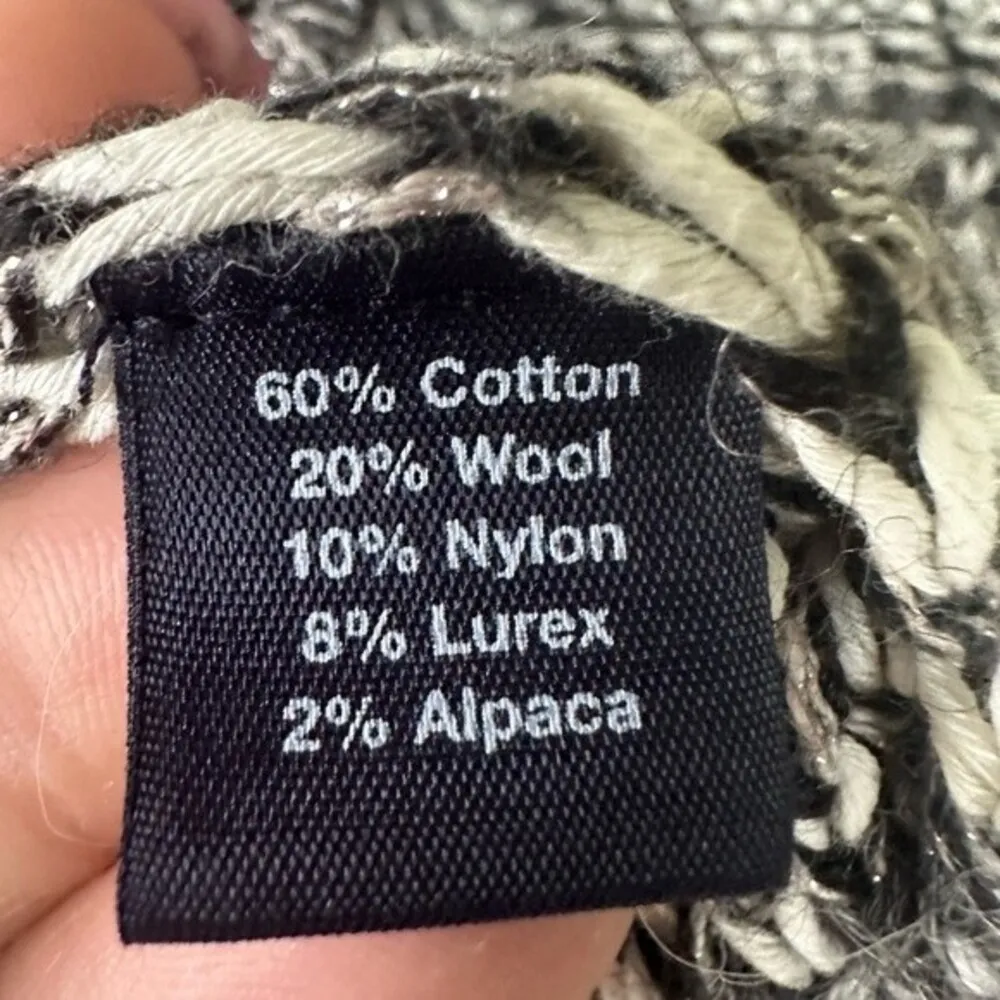 60% Cotton
20% Wool
10% Nylon
8% Lurex
2% Alpaca